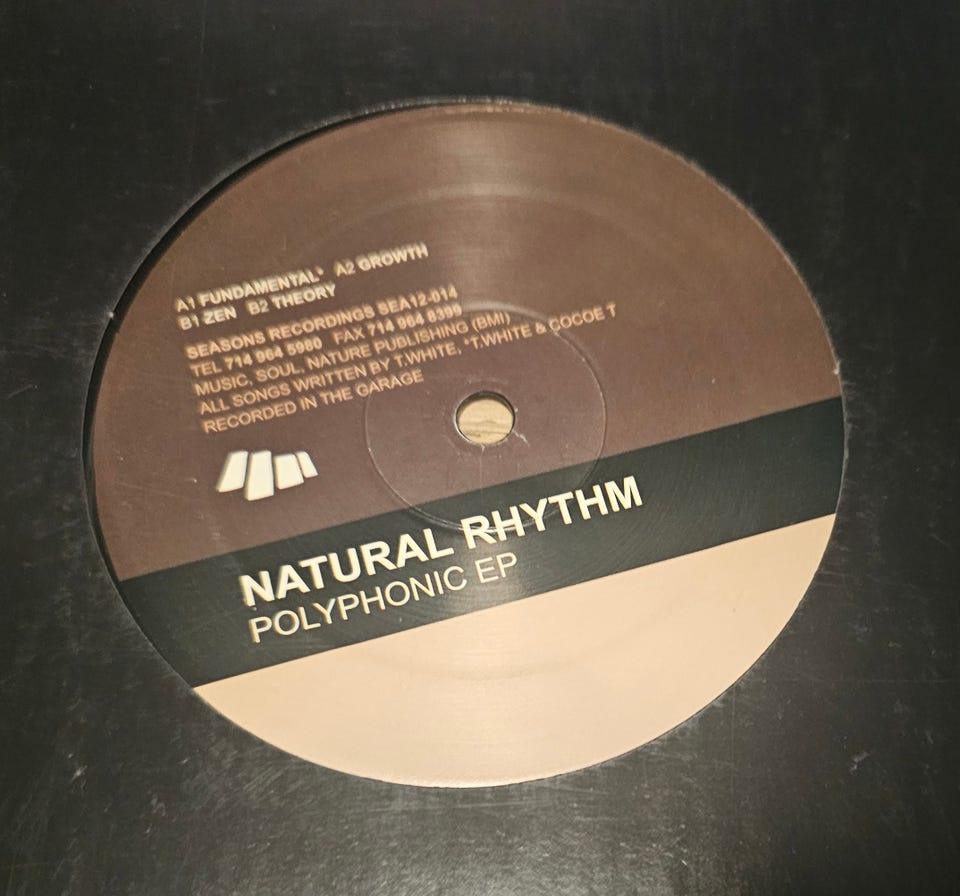 A1 FUNDAMENTAL* A2 GROWTH
B1 ZEN B2 THEORY
SEASONS RECORDINGS SEA12-014
TEL 714 964 5980 FAX 714 964 8399
MUSIC, SOUL, NATURE PUBLISHING (BMI)
ALL SONGS WRITTEN BY T.WHITE, *T.WHITE & COCOE T
RECORDED IN THE GARAGE
NATURAL RHYTHM
POLYPHONIC EP